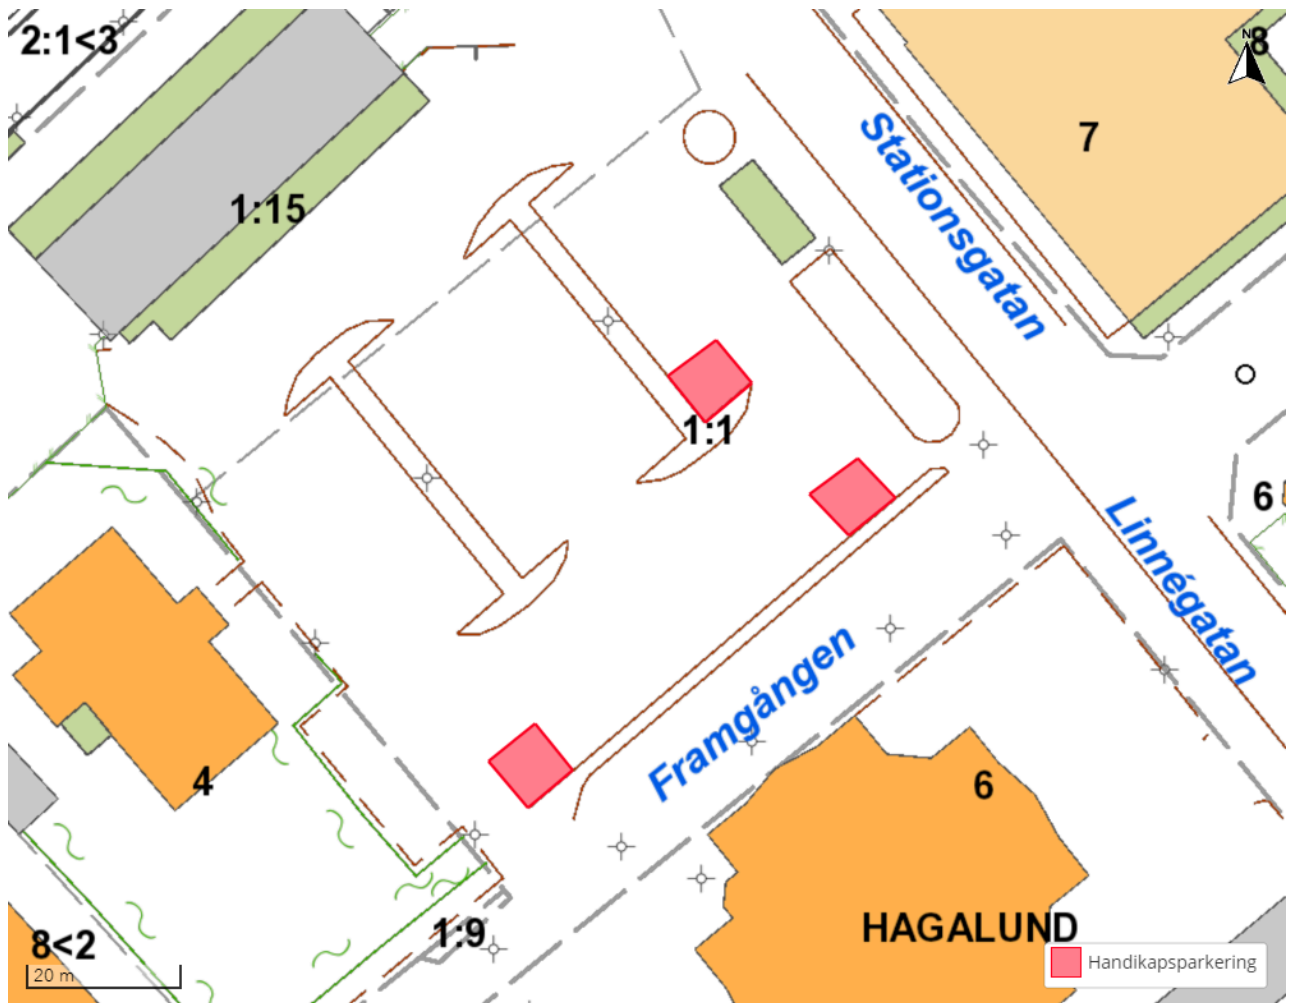 2:1<3
N
8
7
Stationsgatan
1:15
1:1
6
Linnégatan
Framgången
4
6
HAGALUND
1:9
8<2
20 m
Handikapsparkering